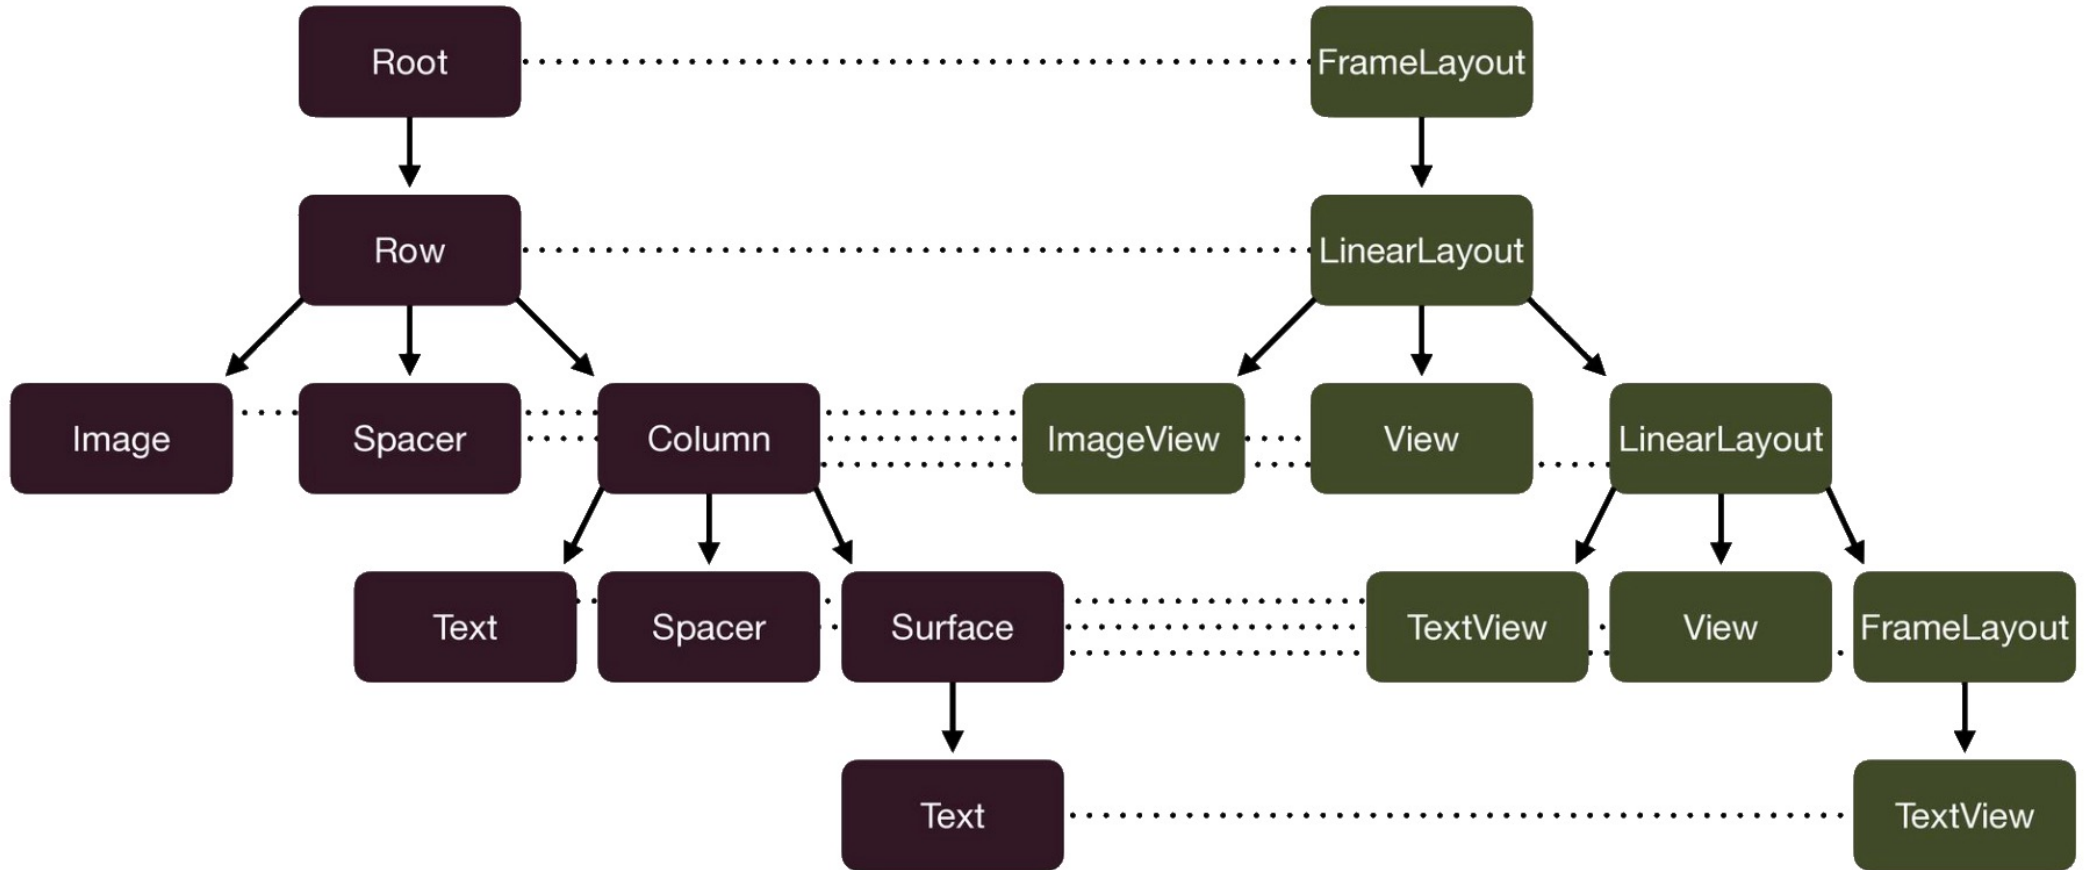 Root
FrameLayout
Row
LinearLayout
Image
Spacer
Column
ImageView
View
LinearLayout
Text
Spacer
Surface
TextView
View
FrameLayout
Text
TextView